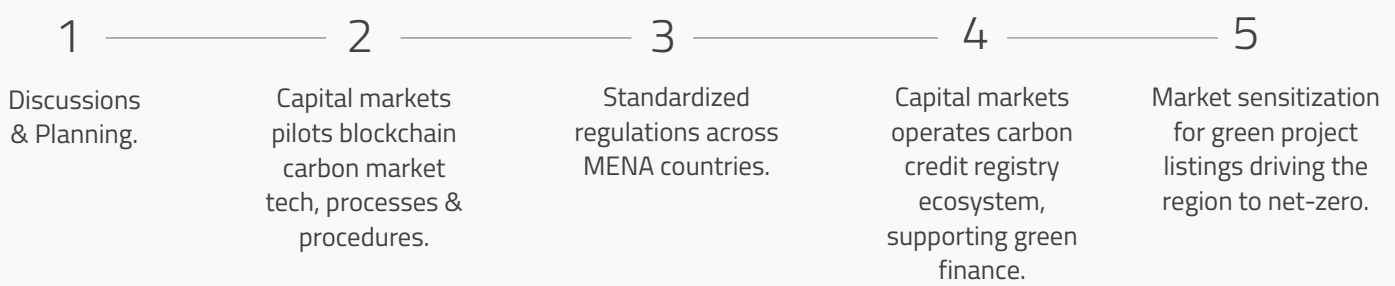 1
Discussions
& Planning.
2
Capital markets
pilots blockchain
carbon market
tech, processes &
procedures.
3
Standardized
regulations across
MENA countries.
4
Capital markets
operates carbon
credit registry
ecosystem,
supporting green
finance.
5
Market sensitization
for green project
listings driving the
region to net-zero.